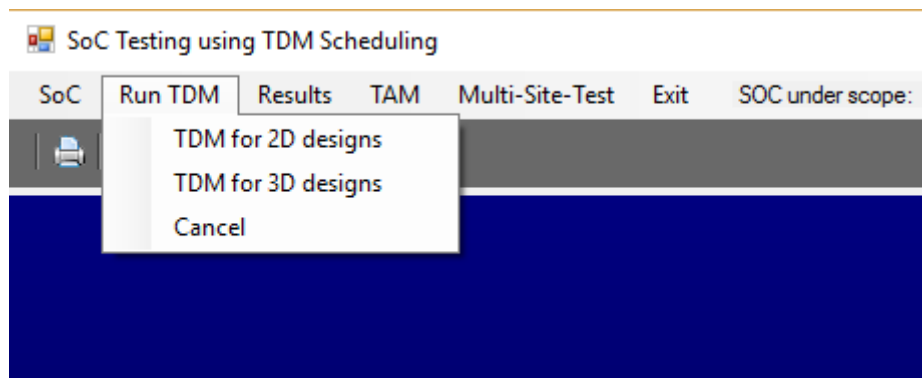 SoC Testing using TDM Scheduling
SoC Run TDM Results TAM Multi-Site-Test Exit SOC under scope:
TDM for 2D designs
TDM for 3D designs
Cancel